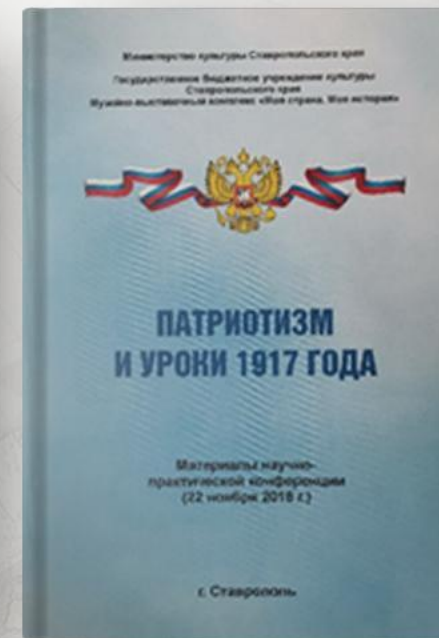 Министерство культуры Ставропольского края
Государственное бюджетное учреждение культуры
Ставропольского края
Музейно-выставочный комплекс «Моя страна. Моя история»
ПАТРИОТИЗМ
И УРОКИ 1917 ГОДА
Материалы научно-
практической конференции
(22 ноября 2018 г.)
г. Ставрополь